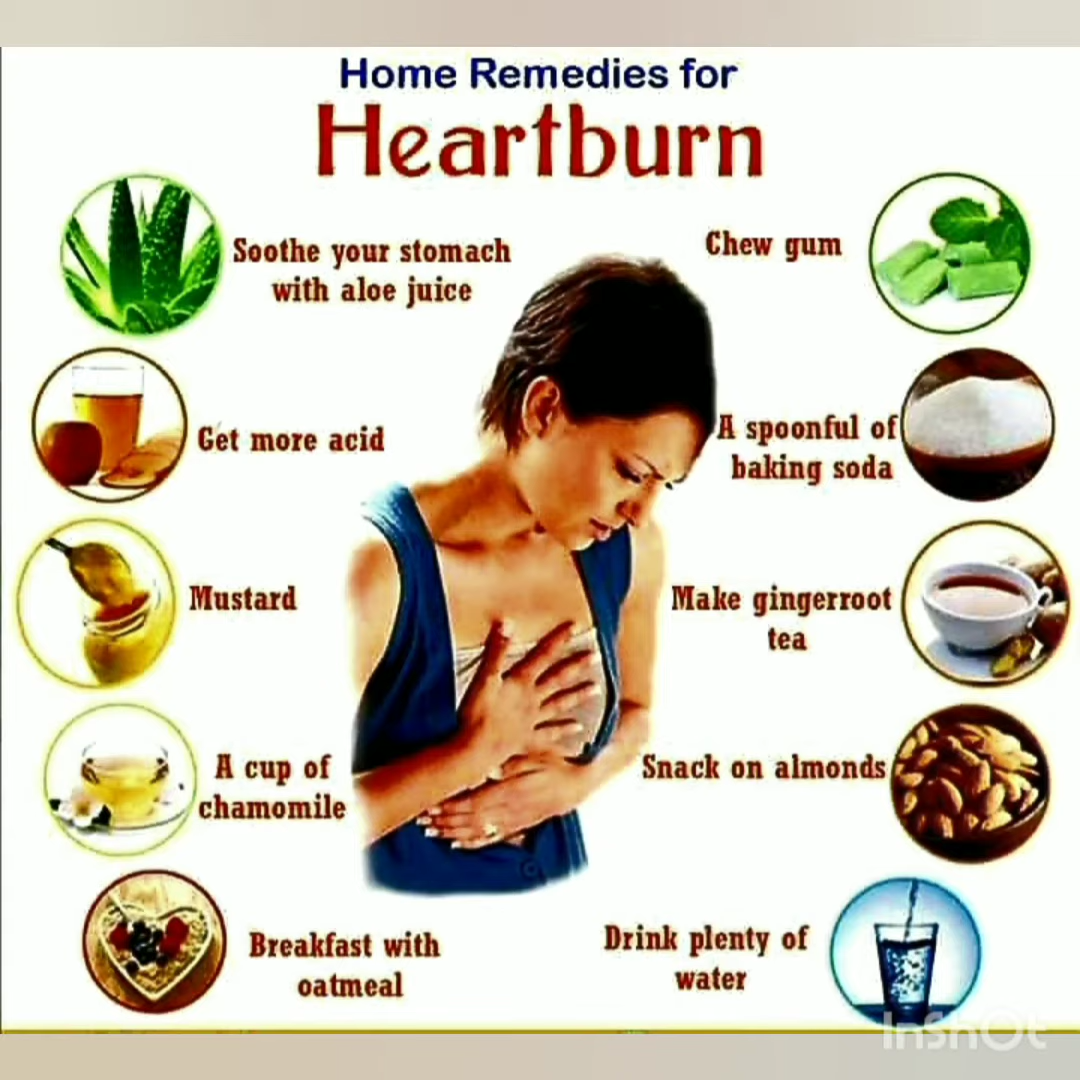 Home Remedies for
Heartburn
Soothe your stomach
with aloe juice
Chew gum
Get more acid
A spoonful of
baking soda
Mustard
Make gingerroot
tea
A cup of
chamomile
Snack on almonds
Breakfast with
oatmeal
Drink plenty of
water
InShOt